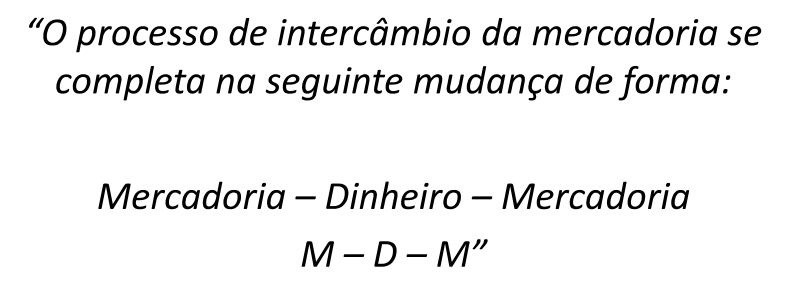 “O processo de intercâmbio da mercadoria se
completa na seguinte mudança de forma:
Mercadoria – Dinheiro – Mercadoria
M – D – M”